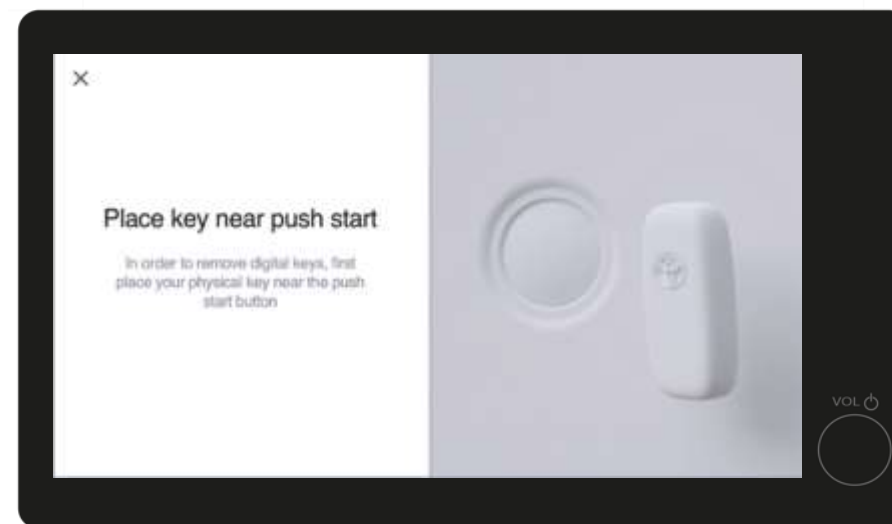 Place key near push start
In order to remove digital keys, first
place your physical key near the push
start button
VOL